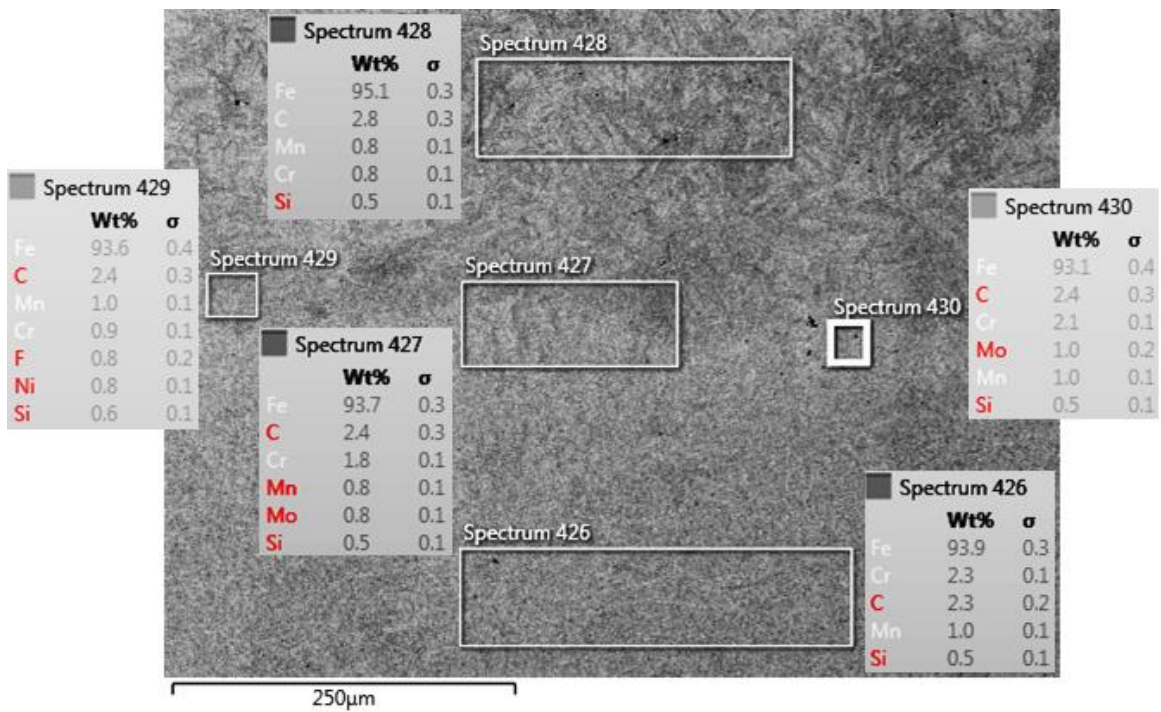 Spectrum 428
Wt% σ
Fe 95.1 0.3
C 2.8 0.3
Mn 0.8 0.1
Cr 0.8 0.1
Si 0.5 0.1
Spectrum 428
Spectrum 429
Wt% σ
Fe 93.6 0.4
C 2.4 0.3
Mn 1.0 0.1
Cr 0.9 0.1
F 0.8 0.2
Ni 0.8 0.1
Si 0.6 0.1
Spectrum 429
Spectrum 427
Spectrum 430
Wt% σ
Fe 93.1 0.4
C 2.4 0.3
Cr 2.1 0.1
Mo 1.0 0.2
Mn 1.0 0.1
Si 0.5 0.1
Spectrum 430
Spectrum 427
Wt% σ
Fe 93.7 0.3
C 2.4 0.3
Cr 1.8 0.1
Mn 0.8 0.1
Mo 0.8 0.1
Si 0.5 0.1
Spectrum 426
Spectrum 426
Wt% σ
Fe 93.9 0.3
Cr 2.3 0.1
C 2.3 0.2
Mn 1.0 0.1
Si 0.5 0.1
250µm